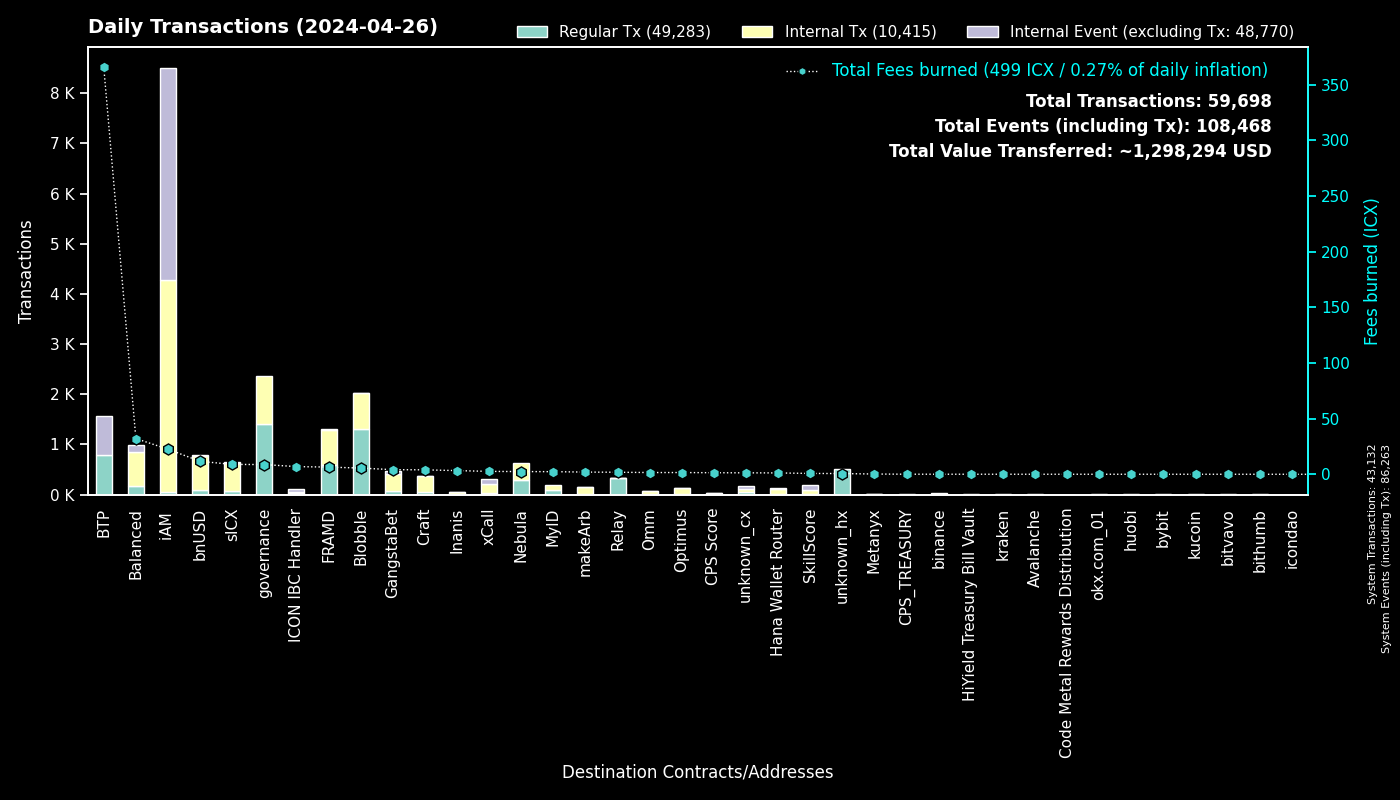 Daily Transactions (2024-04-26)
Regular Tx (49,283)
Internal Tx (10,415)
Internal Event (excluding Tx: 48,770)
Total Fees burned (499 ICX / 0.27% of daily inflation)
Total Transactions: 59,698
Total Events (including Tx): 108,468
Total Value Transferred: ~1,298,294 USD
Transactions
8 K
7 K
6 K
5 K
4 K
3 K
2 K
1 K
0 K
350
300
250
200
150
100
50
0
Fees burned (ICX)
System Transactions: 43,132
System Events (including Tx): 86,263
BTP
Balanced
iAM
bnUSD
sICX
governance
ICON IBC Handler
FRAMD
Blobble
GangstaBet
Craft
Inanis
xCall
Nebula
MyID
makeArb
Relay
Omm
Optimus
CPS Score
unknown_cx
Hana Wallet Router
SkillScore
unknown_hx
Metanyx
CPS_TREASURY
binance
HiYield Treasury Bill Vault
kraken
Avalanche
Code Metal Rewards Distribution
okx.com_01
huobi
bybit
kucoin
bitvavo
bithumb
icondao
Destination Contracts/Addresses